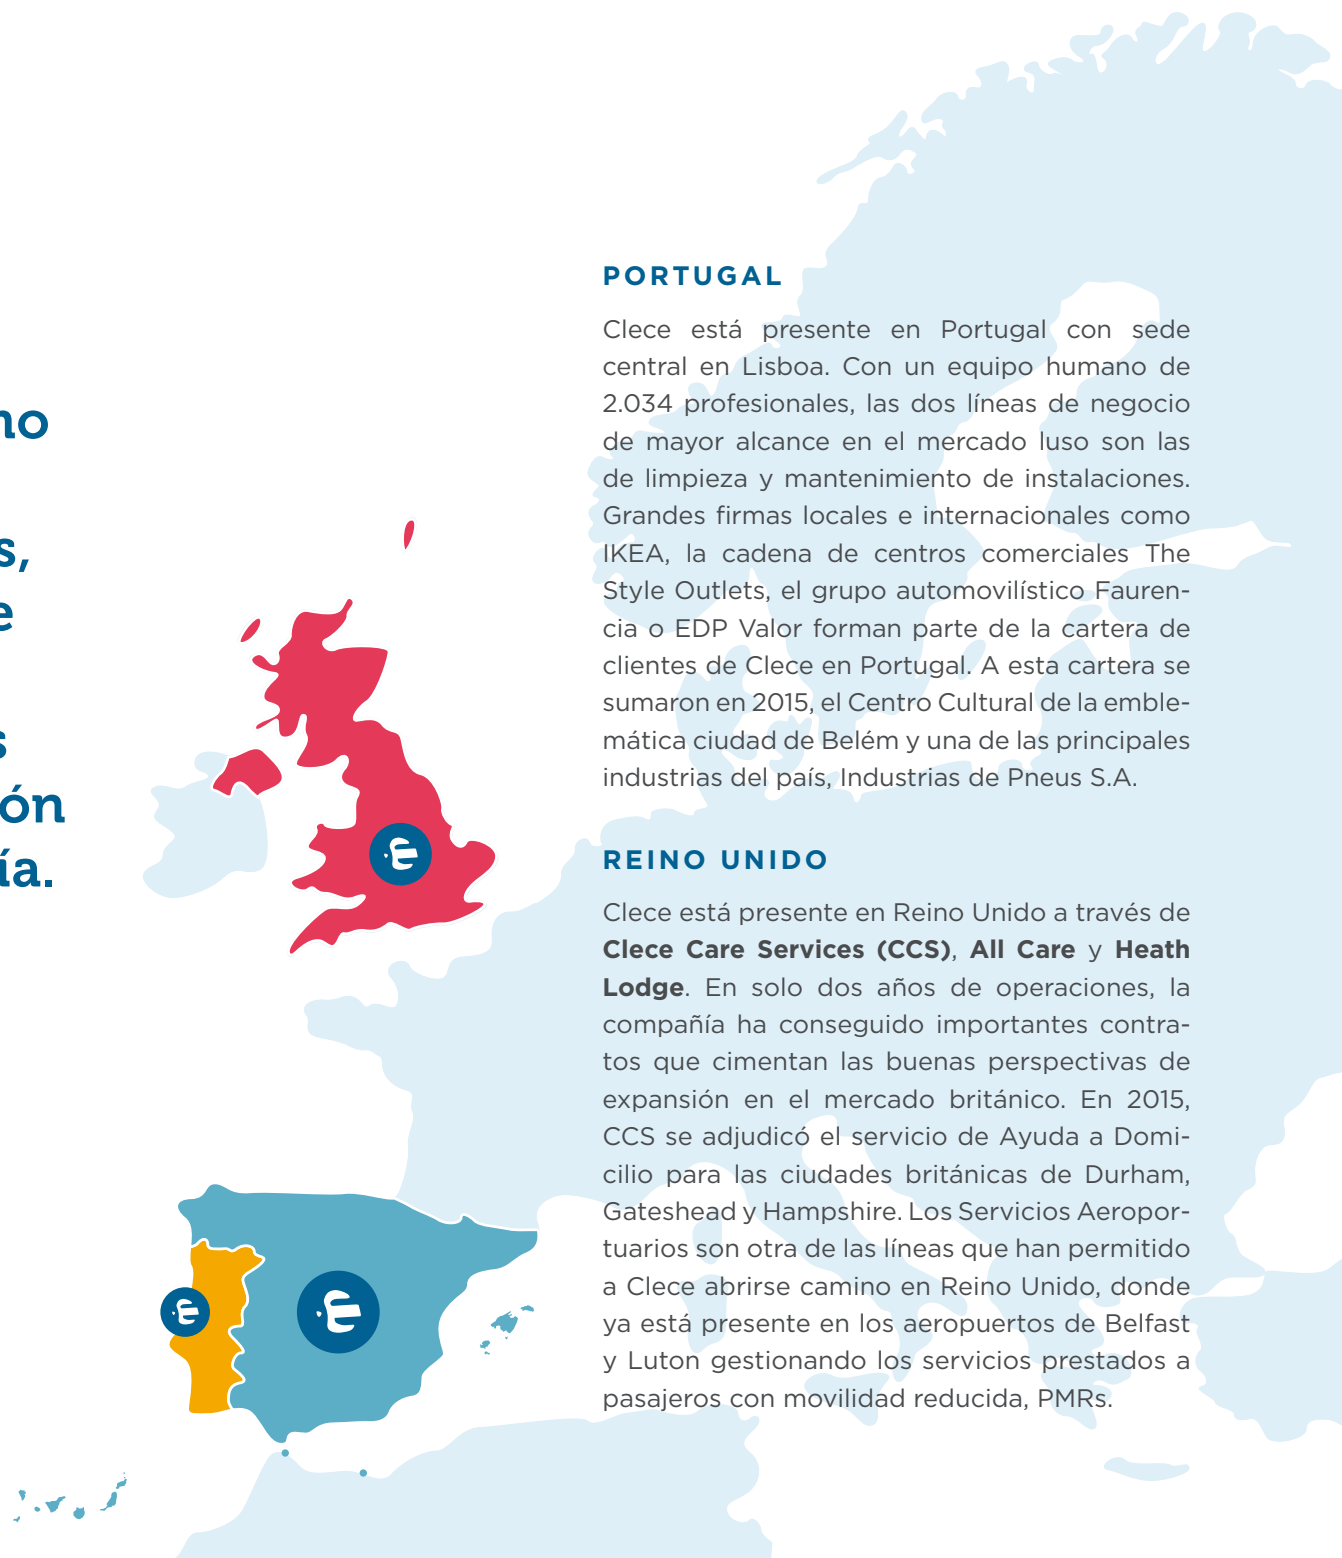 no
s,
e
s
ón
ía.
PORTUGAL
Clece está presente en Portugal con sede
central en Lisboa. Con un equipo humano de
2.034 profesionales, las dos líneas de negocio
de mayor alcance en el mercado luso son las
de limpieza y mantenimiento de instalaciones.
Grandes firmas locales e internacionales como
IKEA, la cadena de centros comerciales The
Style Outlets, el grupo automovilístico Fauren-
cia o EDP Valor forman parte de la cartera de
clientes de Clece en Portugal. A esta cartera se
sumaron en 2015, el Centro Cultural de la emble-
mática ciudad de Belém y una de las principales
industrias del país, Industrias de Pneus S.A.
REINO UNIDO
Clece está presente en Reino Unido a través de
Clece Care Services (CCS), All Care y Heath
Lodge. En solo dos años de operaciones, la
compañía ha conseguido importantes contra-
tos que cimentan las buenas perspectivas de
expansión en el mercado británico. En 2015,
CCS se adjudicó el servicio de Ayuda a Domi-
cilio para las ciudades británicas de Durham,
Gateshead y Hampshire. Los Servicios Aeropor-
tuarios son otra de las líneas que han permitido
a Clece abrirse camino en Reino Unido, donde
ya está presente en los aeropuertos de Belfast
y Luton gestionando los servicios prestados a
pasajeros con movilidad reducida, PMRs.